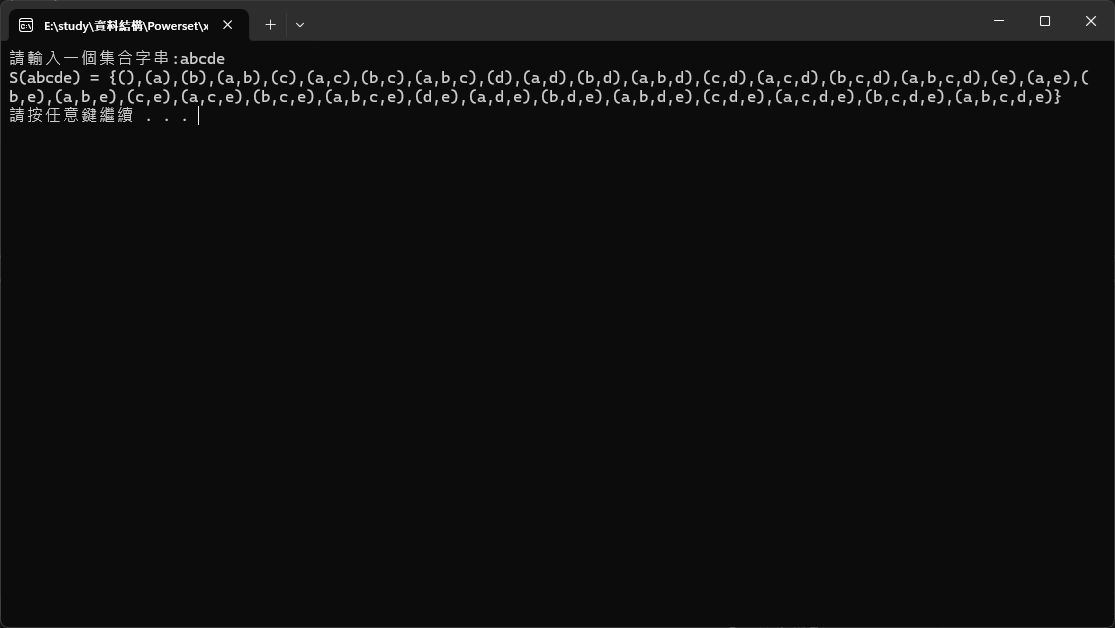 E:\study\資料結構\Powerset\x
請輸入一個集合字串:abcde
S(abcde) = {(),(a),(b),(a,b),(c),(a,c),(b,c),(a,b,c),(d),(a,d),(b,d),(a,b,d),(c,d),(a,c,d),(b,c,d),(a,b,c,d),(e),(a,e),(
b,e),(a,b,e),(c,e),(a,c,e),(b,c,e),(a,b,c,e),(d,e),(a,d,e),(b,d,e),(a,b,d,e),(c,d,e),(a,c,d,e),(b,c,d,e),(a,b,c,d,e)}
請按任意鍵繼續 . . .